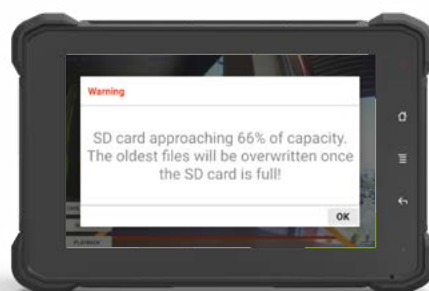 Warning
SD card approaching 66% of capacity.
The oldest files will be overwritten once
the SD card is full!
OK
PLAYBACK